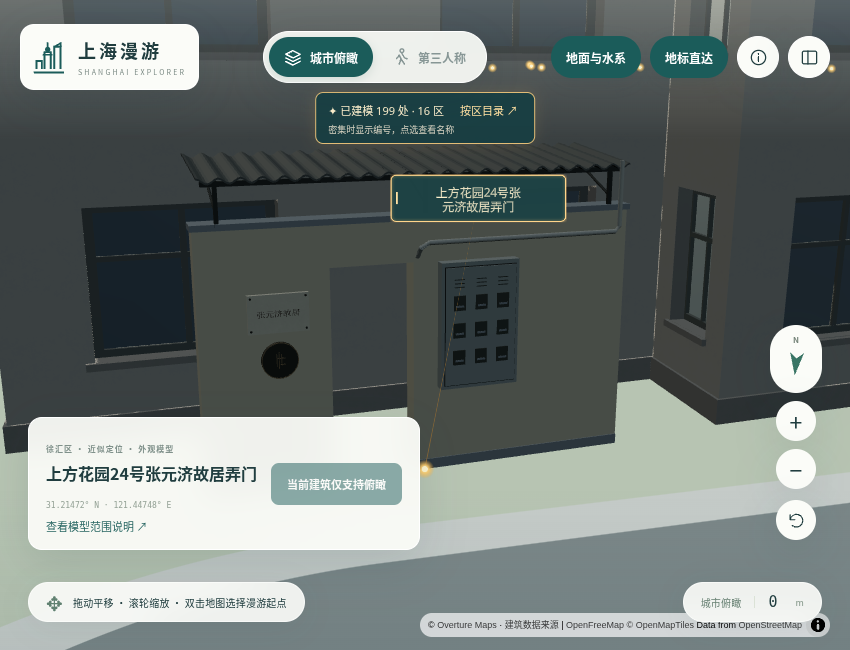 上海漫游
SHANGHAI EXPLORER
城市俯瞰
第三人称
地面与水系
地标直达
✦ 已建模 199 处 · 16 区 按区目录 ↗
密集时显示编号，点选查看名称
上方花园24号张
元济故居弄门
张元济故居
N
徐汇区 · 近似定位 · 外观模型
上方花园24号张元济故居弄门
当前建筑仅支持俯瞰
31.21472° N · 121.44748° E
查看模型范围说明 ↗
拖动平移 · 滚轮缩放 · 双击地图选择漫游起点
城市俯瞰 0 m
© Overture Maps · 建筑数据来源 | OpenFreeMap © OpenMapTiles Data from OpenStreetMap